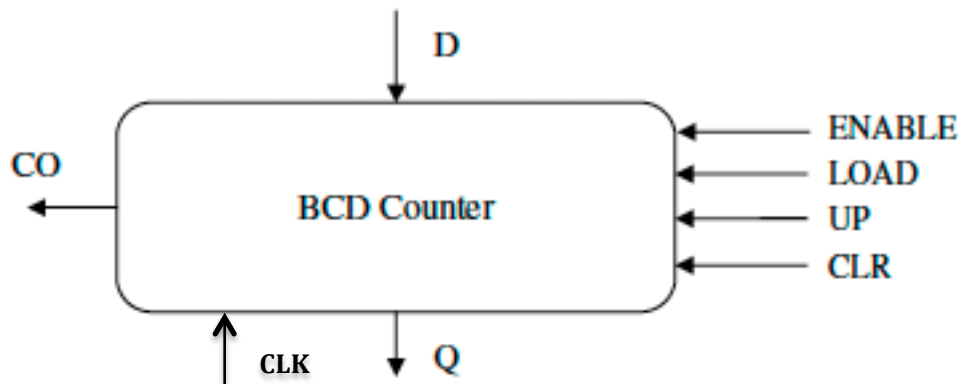 D
ENABLE
CO
LOAD
BCD Counter
UP
CLR
CLK
Q